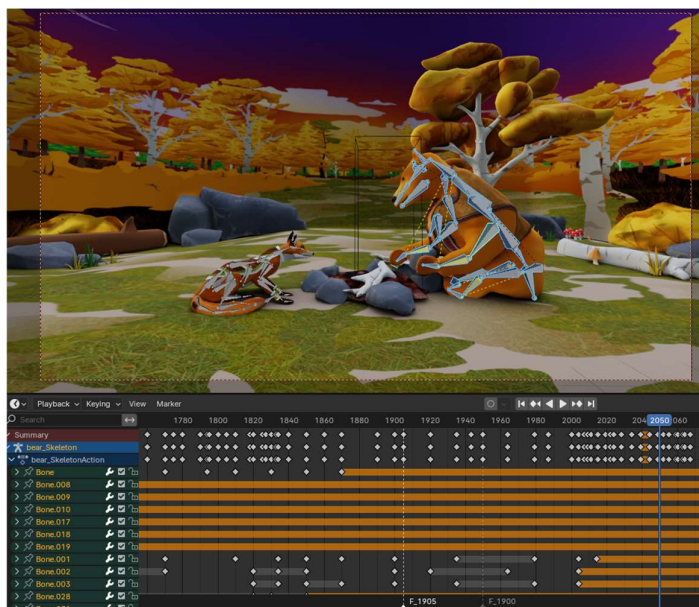 Playback Keying View Marker
Search 1780 1800 1820 1840 1860 1880 1900 1920 1940 1960 1980 2000 2020 204 2050 060
Summary
bear_Skeleton
bear_SkeletonAction
Bone
Bone.008
Bone.009
Bone.010
Bone.017
Bone.018
Bone.019
Bone.001
Bone.002
Bone.003
Bone.028
F_1905 F_1900